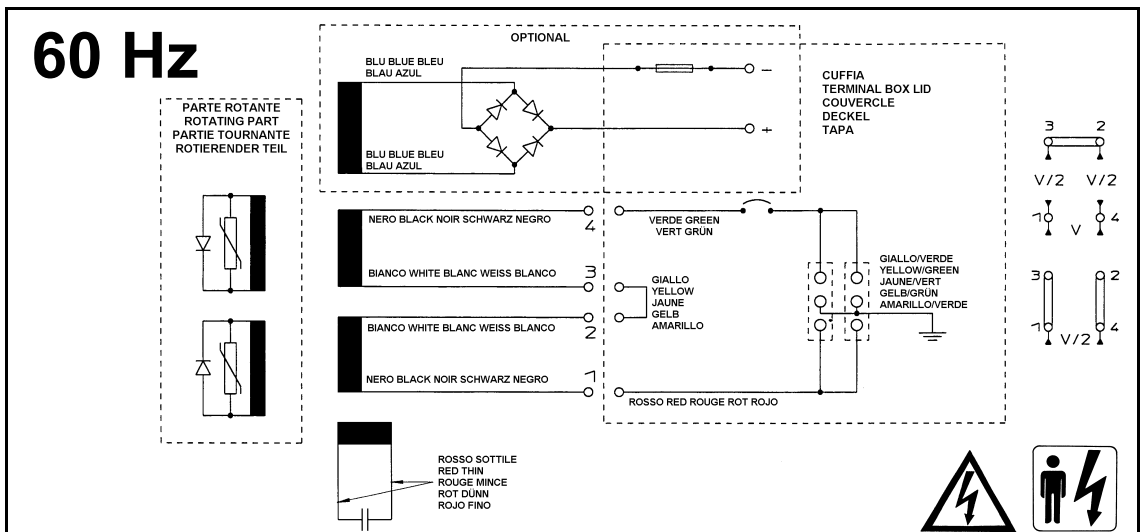 60 Hz
OPTIONAL
BLU BLUE BLEU
BLAU AZUL
BLU BLUE BLEU
BLAU AZUL
−
+
CUFFIA
TERMINAL BOX LID
COUVERCLE
DECKEL
TAPA
PARTE ROTANTE
ROTATING PART
PARTIE TOURNANTE
ROTIERENDER TEIL
NERO BLACK NOIR SCHWARZ NEGRO
4
BIANCO WHITE BLANC WEISS BLANCO
3
BIANCO WHITE BLANC WEISS BLANCO
2
NERO BLACK NOIR SCHWARZ NEGRO
1
VERDE GREEN
VERT GRÜN
GIALLO
YELLOW
JAUNE
GELB
AMARILLO
GIALLO/VERDE
YELLOW/GREEN
JAUNE/VERT
GELB/GRÜN
AMARILLO/VERDE
ROSSO RED ROUGE ROT ROJO
3 2
V/2 V/2
1 V 4
3 2
1 V/2 4
ROSSO SOTTILE
RED THIN
ROUGE MINCE
ROT DÜNN
ROJO FINO